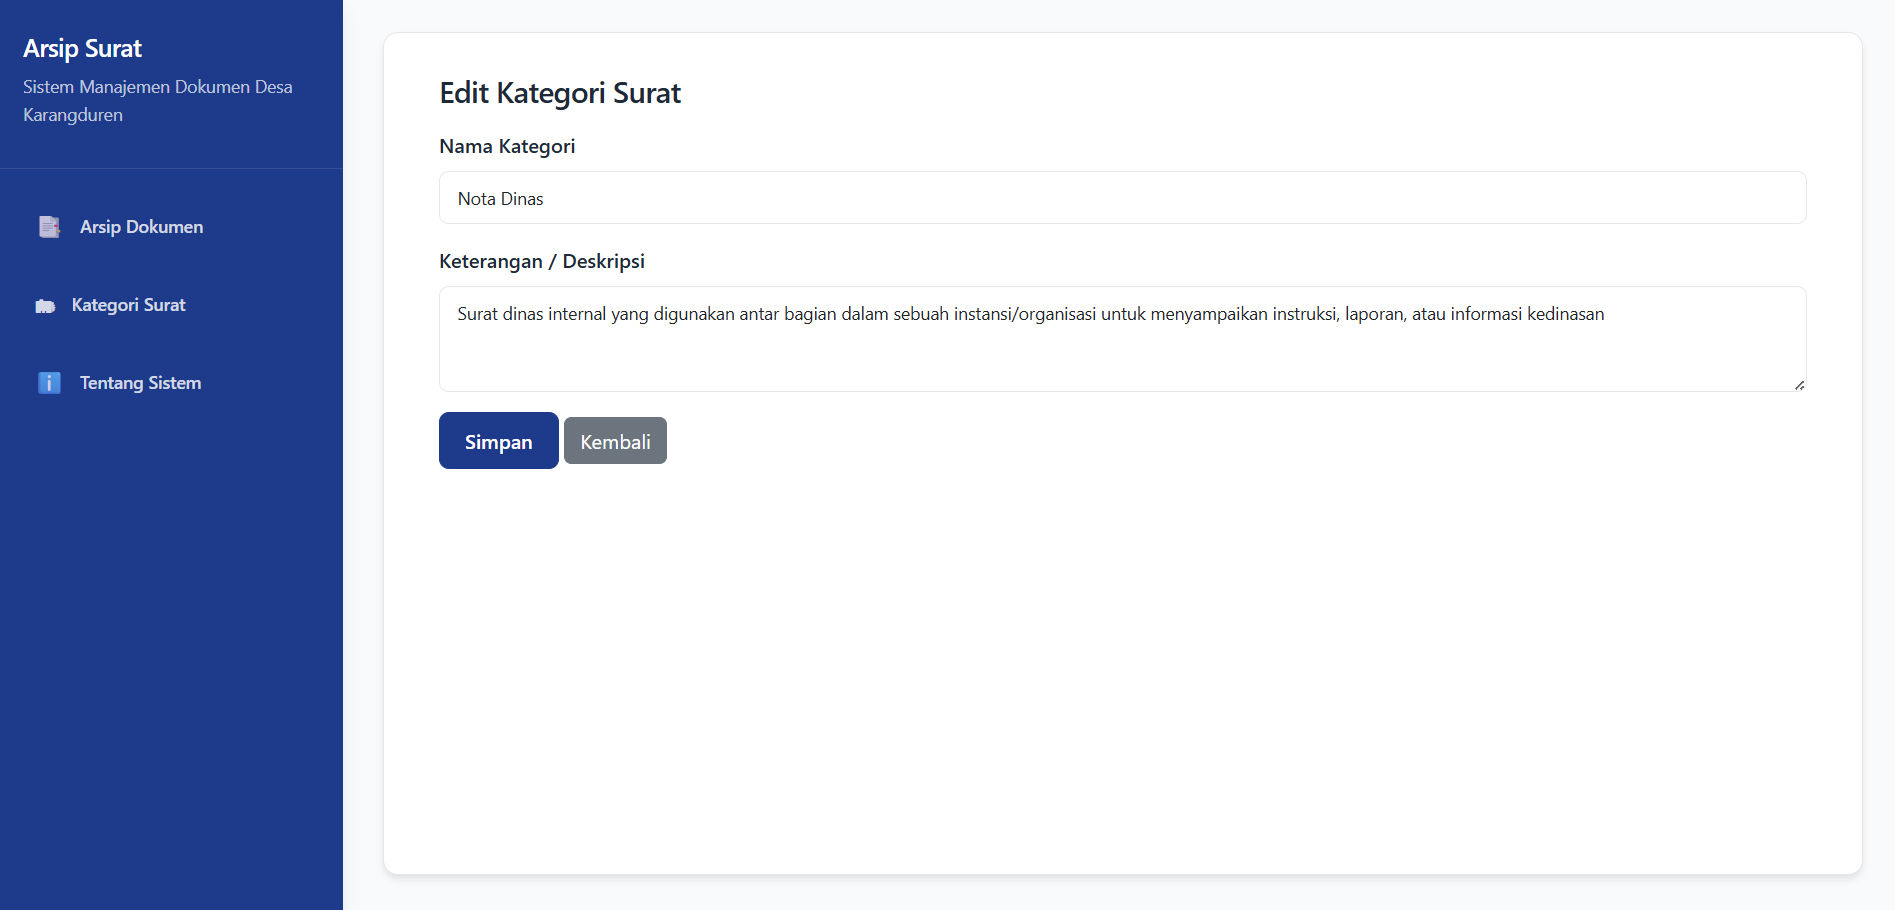 Arsip Surat
Sistem Manajemen Dokumen Desa
Karangduren
Arsip Dokumen
Kategori Surat
Tentang Sistem
Edit Kategori Surat
Nama Kategori
Nota Dinas
Keterangan / Deskripsi
Surat dinas internal yang digunakan antar bagian dalam sebuah instansi/organisasi untuk menyampaikan instruksi, laporan, atau informasi kedinasan
Simpan
Kembali